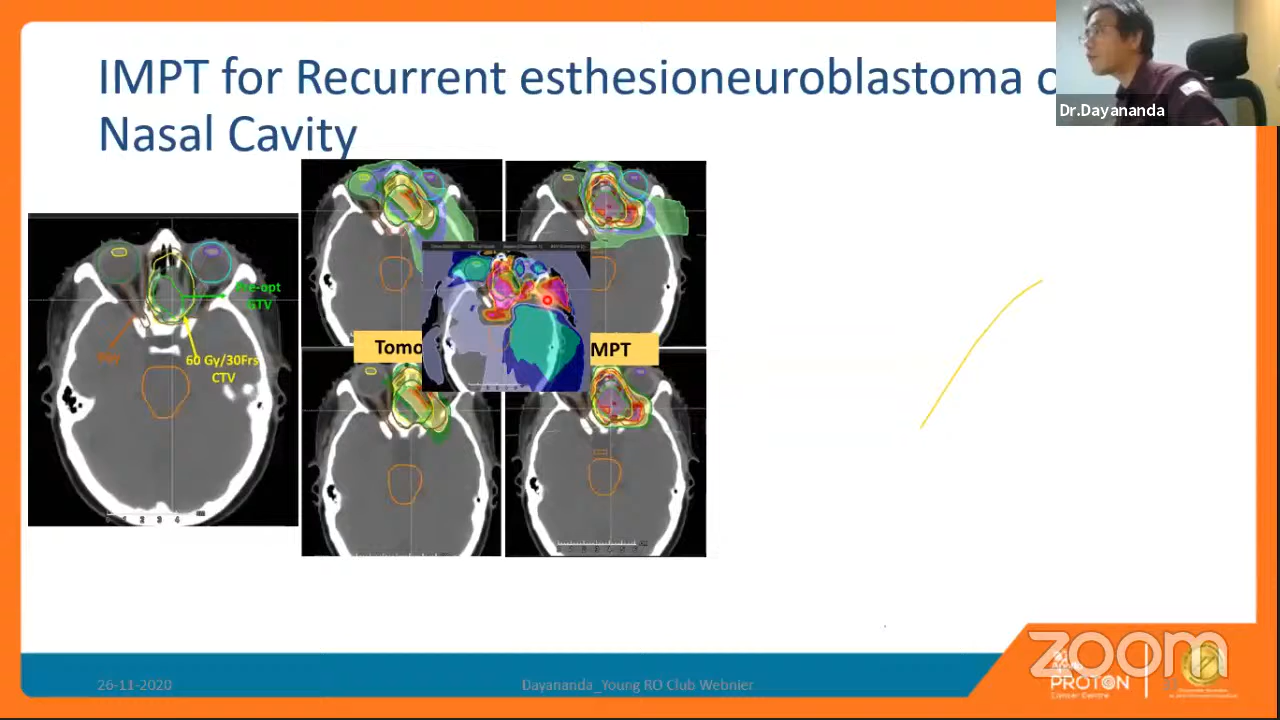 IMPT for Recurrent esthesioneuroblastoma o
Nasal Cavity
Dr.Dayananda
Pre-opt
GTV
60 Gy/30Frs
CTV
Tomo
MPT
26-11-2020
Dayananda_Young RO Club Webnier
zoom
PROTON
Cancer Centre